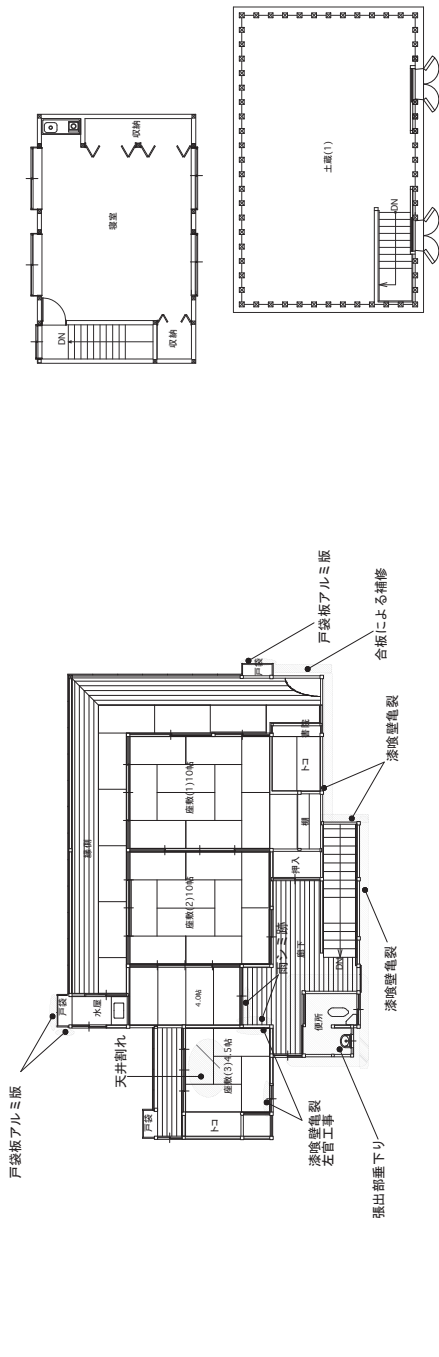 収納
寝室
DN
収納
土蔵(1)
DN
戸袋板アルミ版
合板による補修
漆喰壁亀裂
戸袋
書院
トコ
棚
押入
座敷(1)10帖
座敷(2)10帖
縁側
雨シミ跡
廊下
DN
漆喰壁亀裂
便所
4.0帖
水屋
戸袋
戸袋板アルミ版
天井割れ
座敷(3)4.5帖
トコ
戸袋
漆喰壁亀裂
左官工事
張出部垂下り